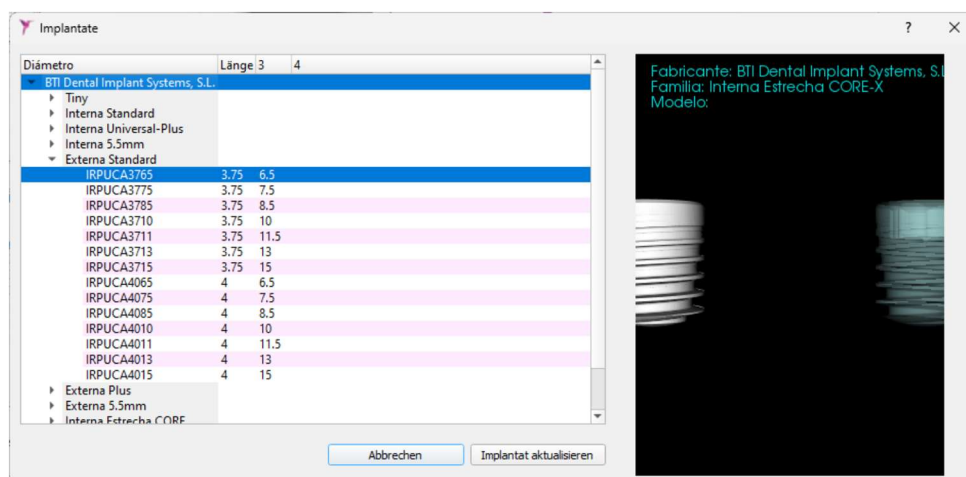 Implantate
?
Diámetro Länge 3 4
BTI Dental Implant Systems, S.L.
Tiny
Interna Standard
Interna Universal-Plus
Interna 5.5mm
Externa Standard
IRPUCA3765 3.75 6.5
IRPUCA3775 3.75 7.5
IRPUCA3785 3.75 8.5
IRPUCA3710 3.75 10
IRPUCA3711 3.75 11.5
IRPUCA3713 3.75 13
IRPUCA3715 3.75 15
IRPUCA4065 4 6.5
IRPUCA4075 4 7.5
IRPUCA4085 4 8.5
IRPUCA4010 4 10
IRPUCA4011 4 11.5
IRPUCA4013 4 13
IRPUCA4015 4 15
Externa Plus
Externa 5.5mm
Interna Estrecha CORE
Abbrechen
Implantat aktualisieren
Fabricante: BTI Dental Implant Systems, S.L
Familia: Interna Estrecha CORE-X
Modelo: